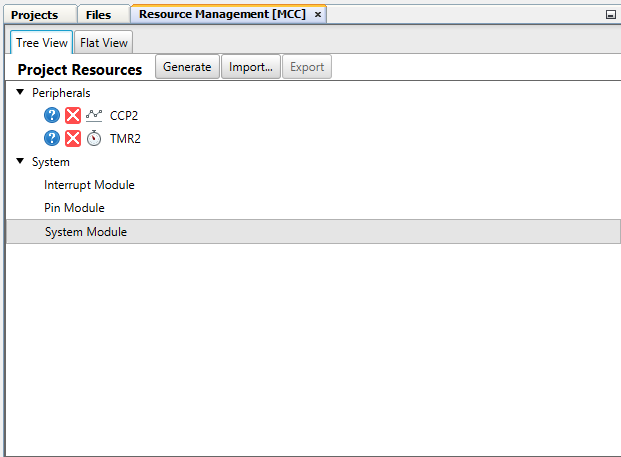 Projects Files Resource Management [MCC] ×
Tree View Flat View
Project Resources Generate Import... Export
Peripherals
? CCP2
? TMR2
System
Interrupt Module
Pin Module
System Module